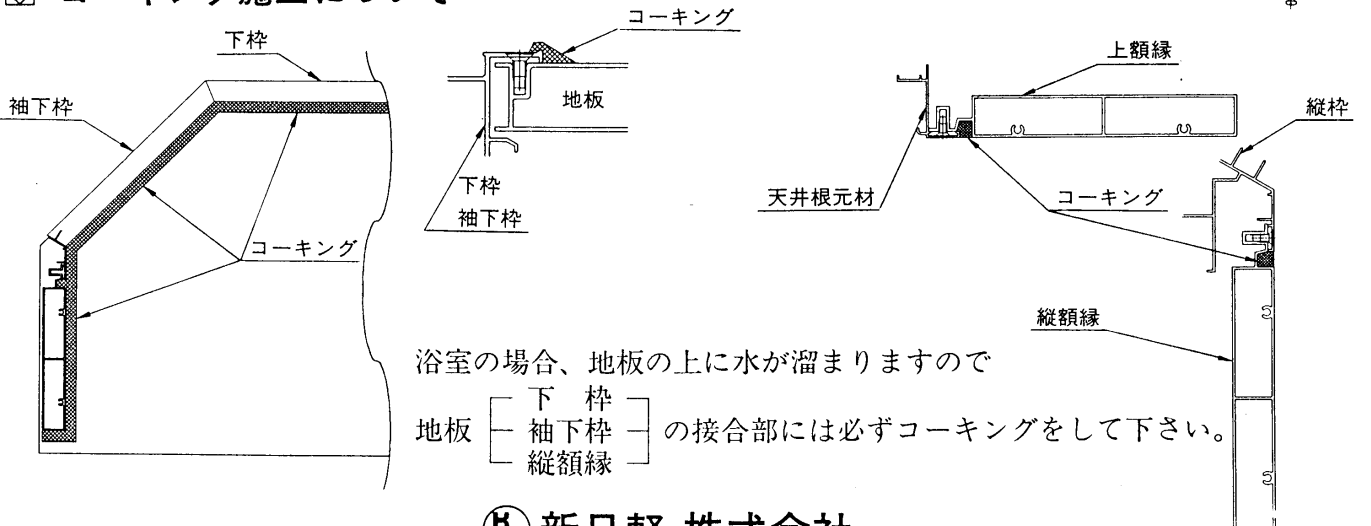 コーキング施工について
下枠
袖下枠
コーキング
コーキング
地板
下枠
袖下枠
上額縁
縦枠
天井根元材
コーキング
縦額縁
浴室の場合、地板の上に水が溜まりますので
地板 下 枠 袖下枠 縦額縁 の接合部には必ずコーキングをして下さい。
新日軽 株式会社